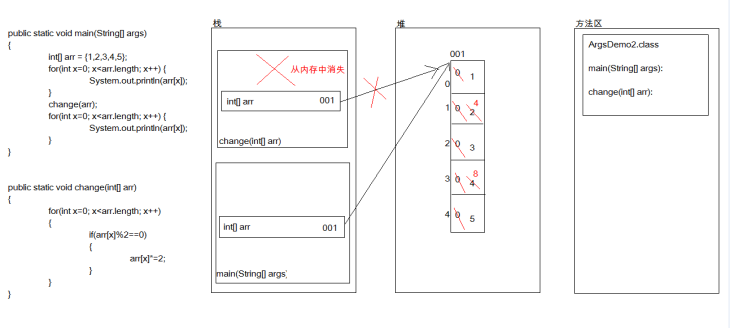 public static void main(String[] args)
{
int[] arr = {1,2,3,4,5};
for(int x=0; x<arr.length; x++) {
System.out.println(arr[x]);
}
change(arr);
for(int x=0; x<arr.length; x++) {
System.out.println(arr[x]);
}
}
public static void change(int[] arr)
{
for(int x=0; x<arr.length; x++)
{
if(arr[x]%2==0)
{
arr[x]*=2;
}
}
}
栈
从内存中消失
int[] arr 001
change(int[] arr)
int[] arr 001
main(String[] args)
堆
001
0 0 1
1 0 2 4
2 0 3
3 0 4 8
4 0 5
方法区
ArgsDemo2.class
main(String[] args):
change(int[] arr):